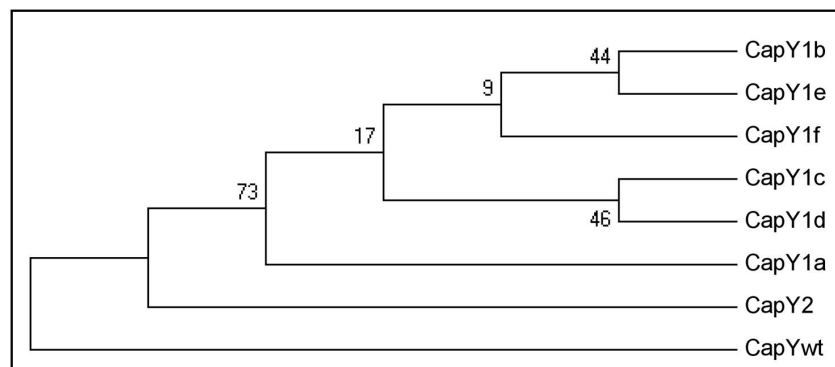 CapY1b
44
CapY1e
9
CapY1f
17
CapY1c
73
46
CapY1d
CapY1a
CapY2
CapYwt